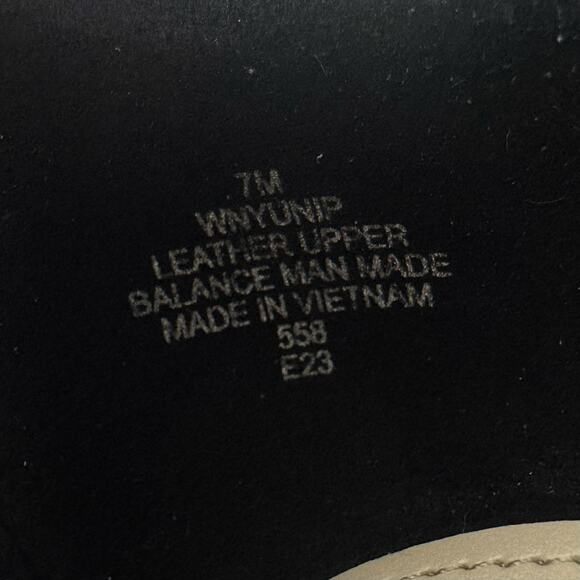 7M
WNYUNIP
LEATHER UPPER
BALANCE MAN MADE
MADE IN VIETNAM
558
E23